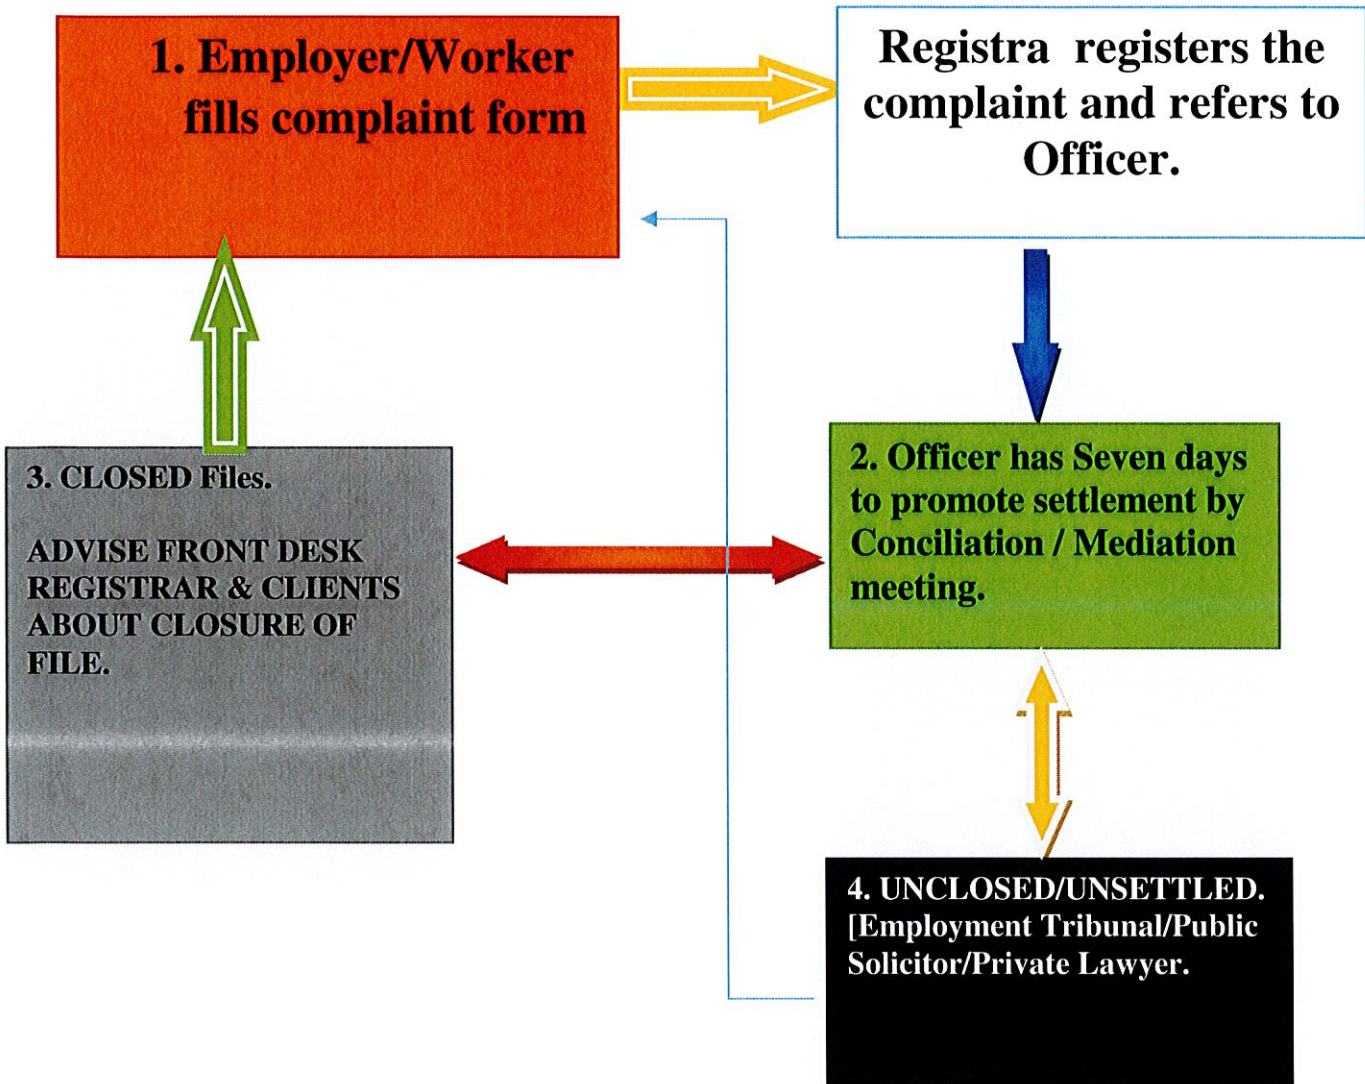 1. Employer/Worker
fills complaint form
Registra registers the
complaint and refers to
Officer.
2. Officer has Seven days
to promote settlement by
Conciliation / Mediation
meeting.
3. CLOSED Files.
ADVISE FRONT DESK
REGISTRAR & CLIENTS
ABOUT CLOSURE OF
FILE.
4. UNCLOSED/UNSETTLED.
[Employment Tribunal/Public
Solicitor/Private Lawyer.